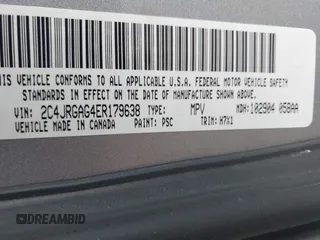 THIS VEHICLE CONFORMS TO ALL APPLICABLE U.S.A. FEDERAL MOTOR VEHICLE SAFETY
STANDARDS IN EFFECT ON THE DATE OF MANUFACTURE SHOWN ABOVE
VIN: 2C4JRGAG4ER179638 TYPE: MPV MDH: 102904 058AA
VEHICLE MADE IN CANADA PAINT: PSC TRIM: H7X1
DREAMBID